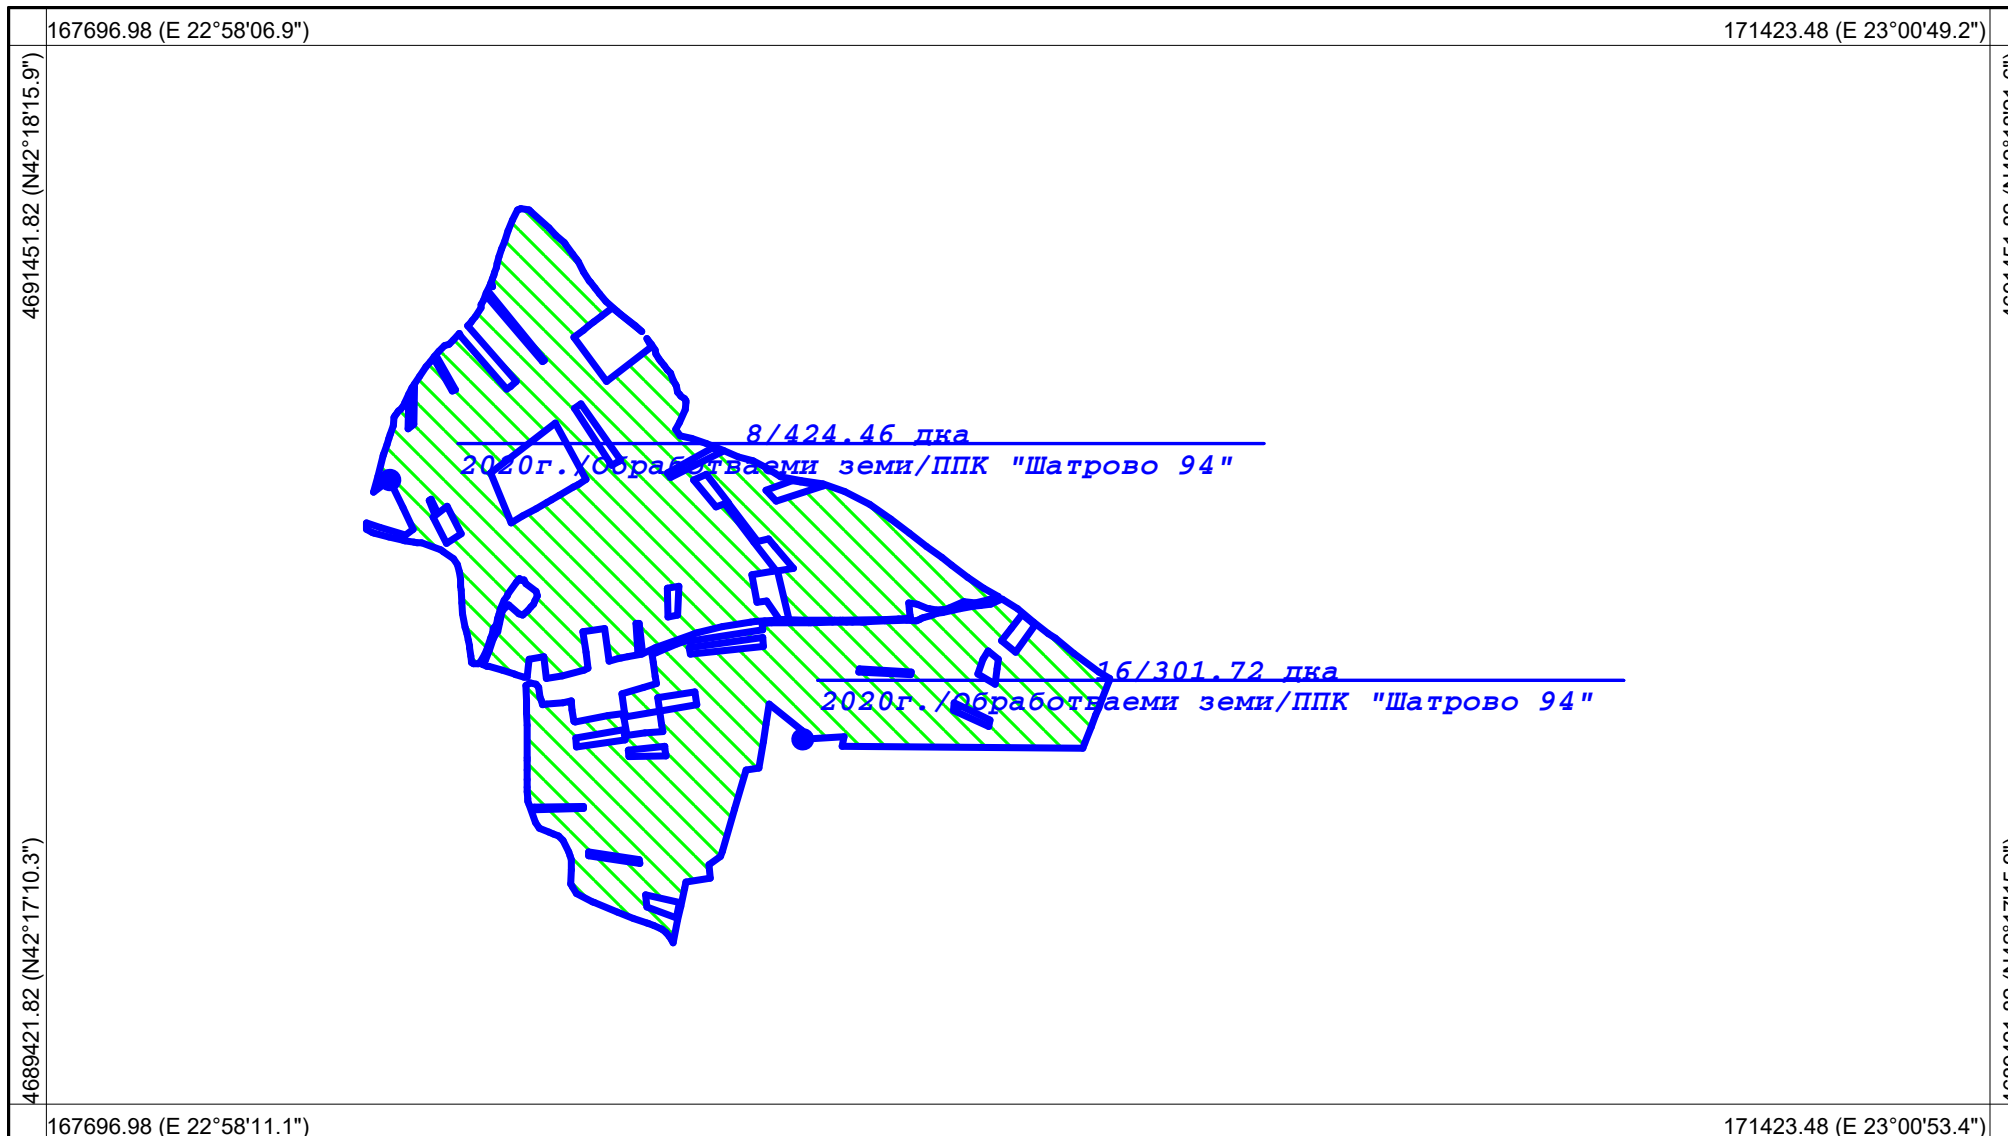 167696.98 (E 22°58'06.9")
171423.48 (E 23°00'49.2")
4691451.82 (N42°18'15.9")
8/424.46 дка
2020г./Обработваеми земи/ППК "Шатрово 94"
16/301.72 дка
2020г./Обработваеми земи/ППК "Шатрово 94"
4689421.82 (N42°17'10.3")
167696.98 (E 22°58'11.1")
171423.48 (E 23°00'53.4")